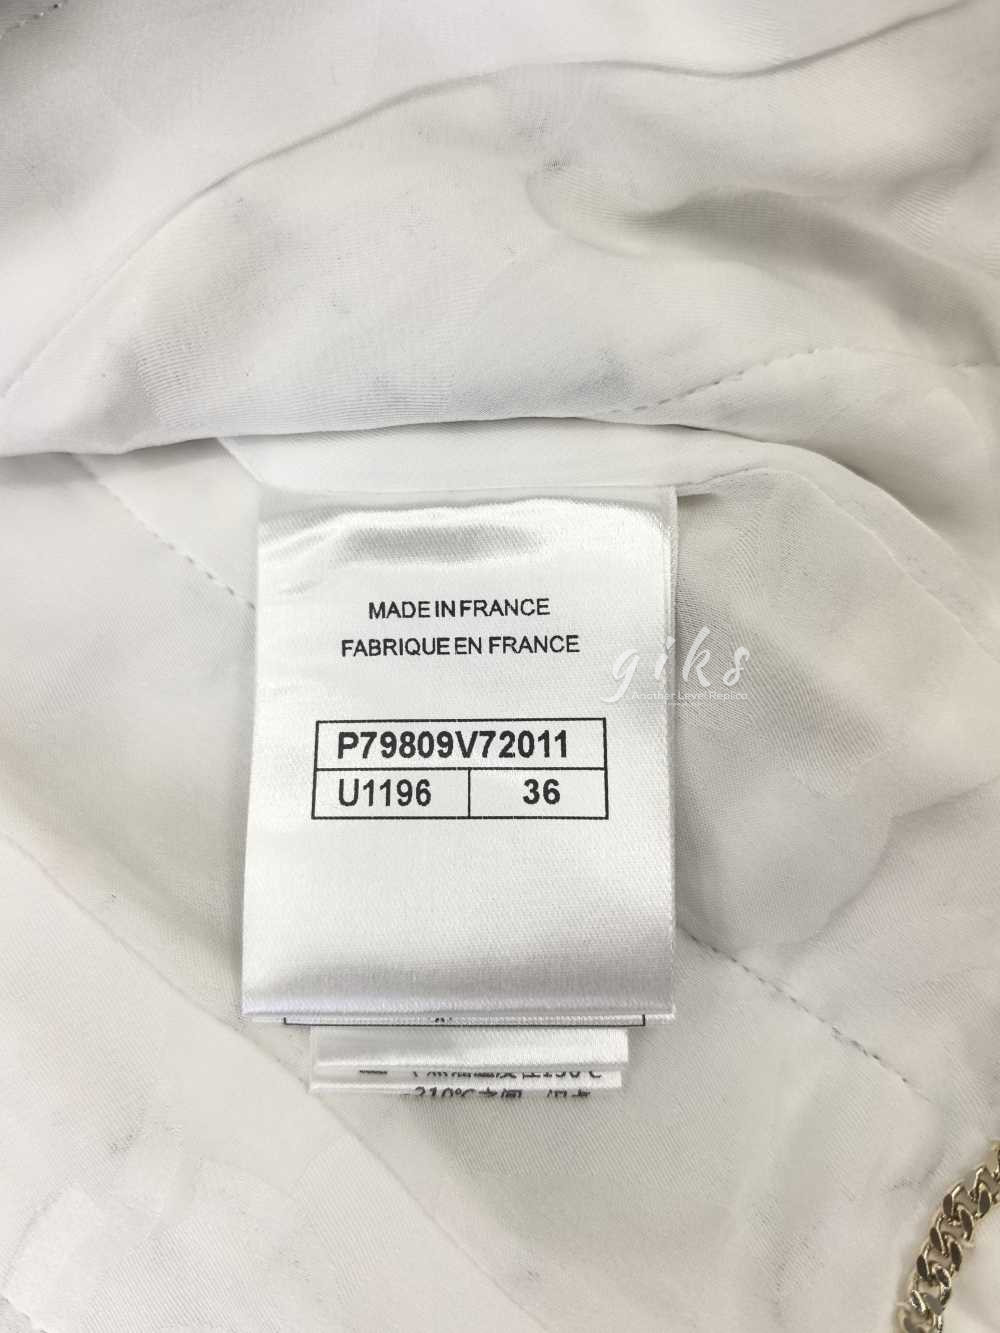 MADE IN FRANCE
FABRIQUE EN FRANCE
giks
Another Level Replica
P79809V72011
U1196 36